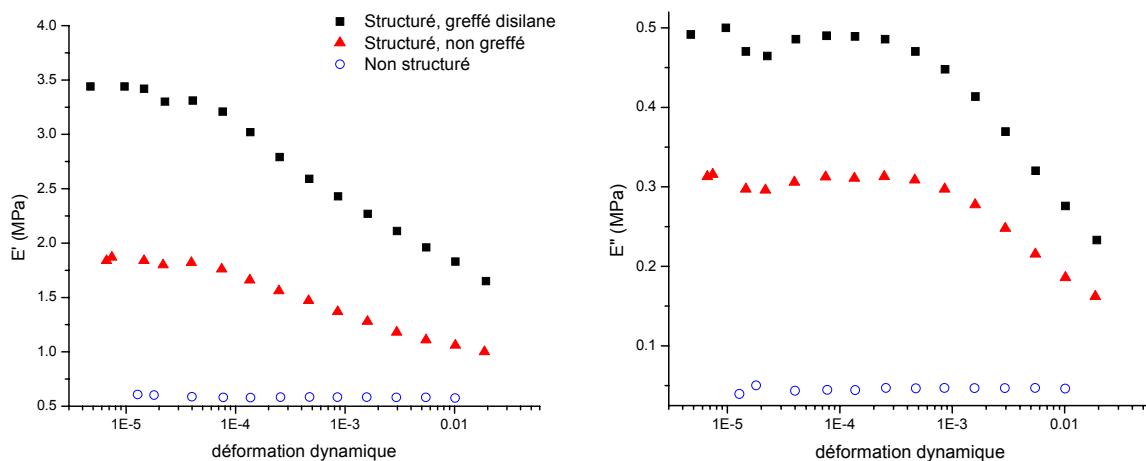 Structuré, greffé disilane
Structuré, non greffé
Non structuré
4.0
3.5
3.0
2.5
2.0
1.5
1.0
0.5
E' (MPa)
1E-5
1E-4
1E-3
0.01
déformation dynamique
0.5
0.4
0.3
0.2
0.1
E'' (MPa)
1E-5
1E-4
1E-3
0.01
déformation dynamique